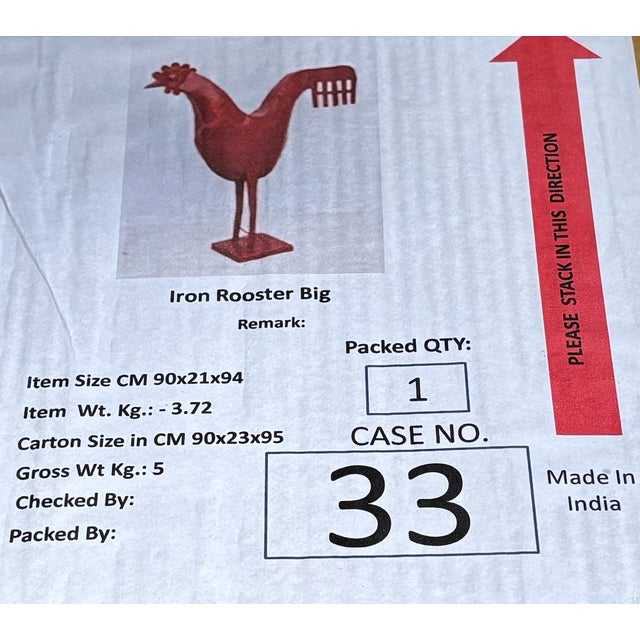 Iron Rooster Big
Remark:
Packed QTY:
1
Item Size CM 90x21x94
Item Wt. Kg.: - 3.72
Carton Size in CM 90x23x95
Gross Wt Kg.: 5
Checked By:
Packed By:
CASE NO.
33
PLEASE STACK IN THIS DIRECTION
Made In
India